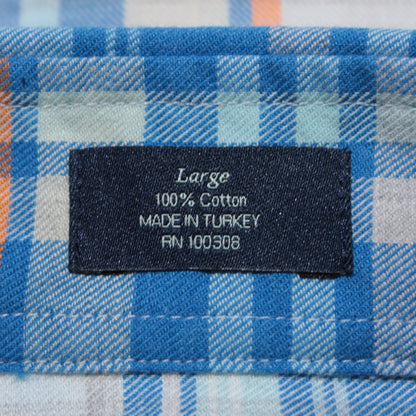 Large
100% Cotton
MADE IN TURKEY
RN 100308